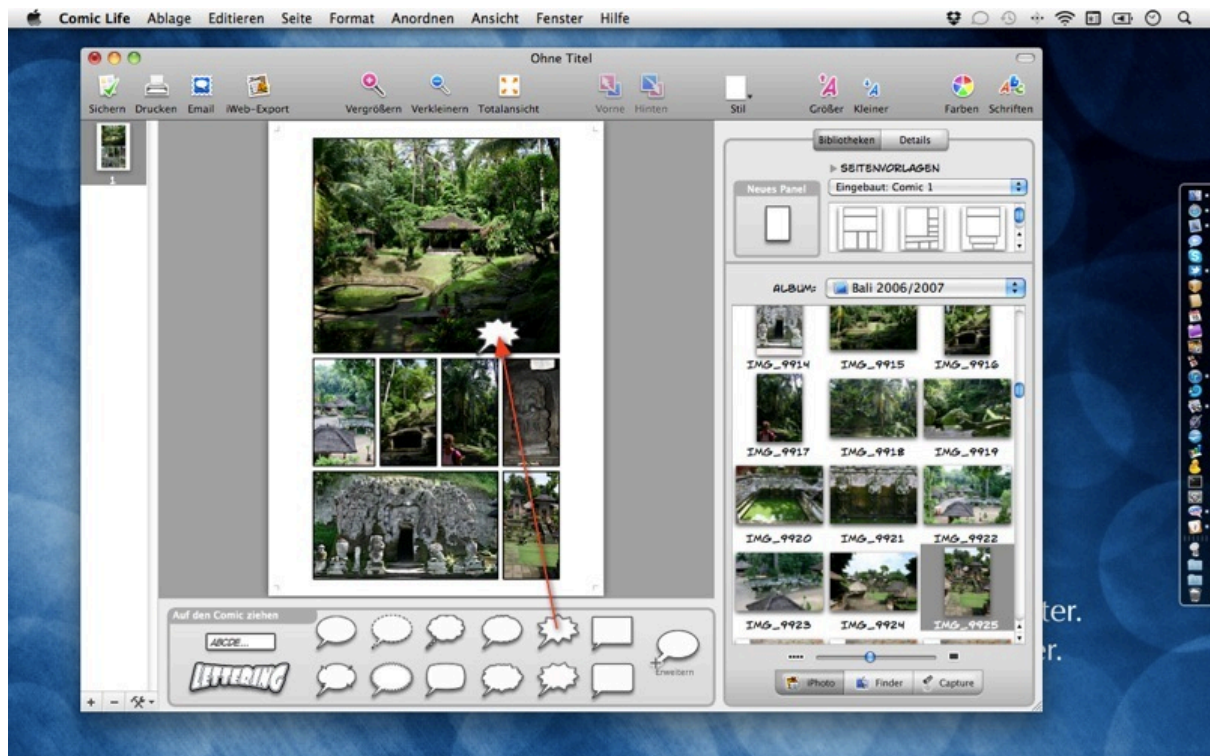 Comic Life Ablage Editieren Seite Format Anordnen Ansicht Fenster Hilfe
Ohne Titel
Sichern Drucken Email iWeb-Export Vergrößern Verkleinern Totalansicht Vorne Hinten Stil Größer Kleiner Farben Schriften
1
Bibliotheken Details
SEITENVORLAGEN
Neues Panel
Eingebaut: Comic 1
ALBUM: Bali 2006/2007
IMG_9914 IMG_9915 IMG_9916
IMG_9917 IMG_9918 IMG_9919
IMG_9920 IMG_9921 IMG_9922
IMG_9923 IMG_9924 IMG_9925
Auf den Comic ziehen
ABCDE...
LETTERING
Erweitern
iPhoto Finder Capture
ter.
er.